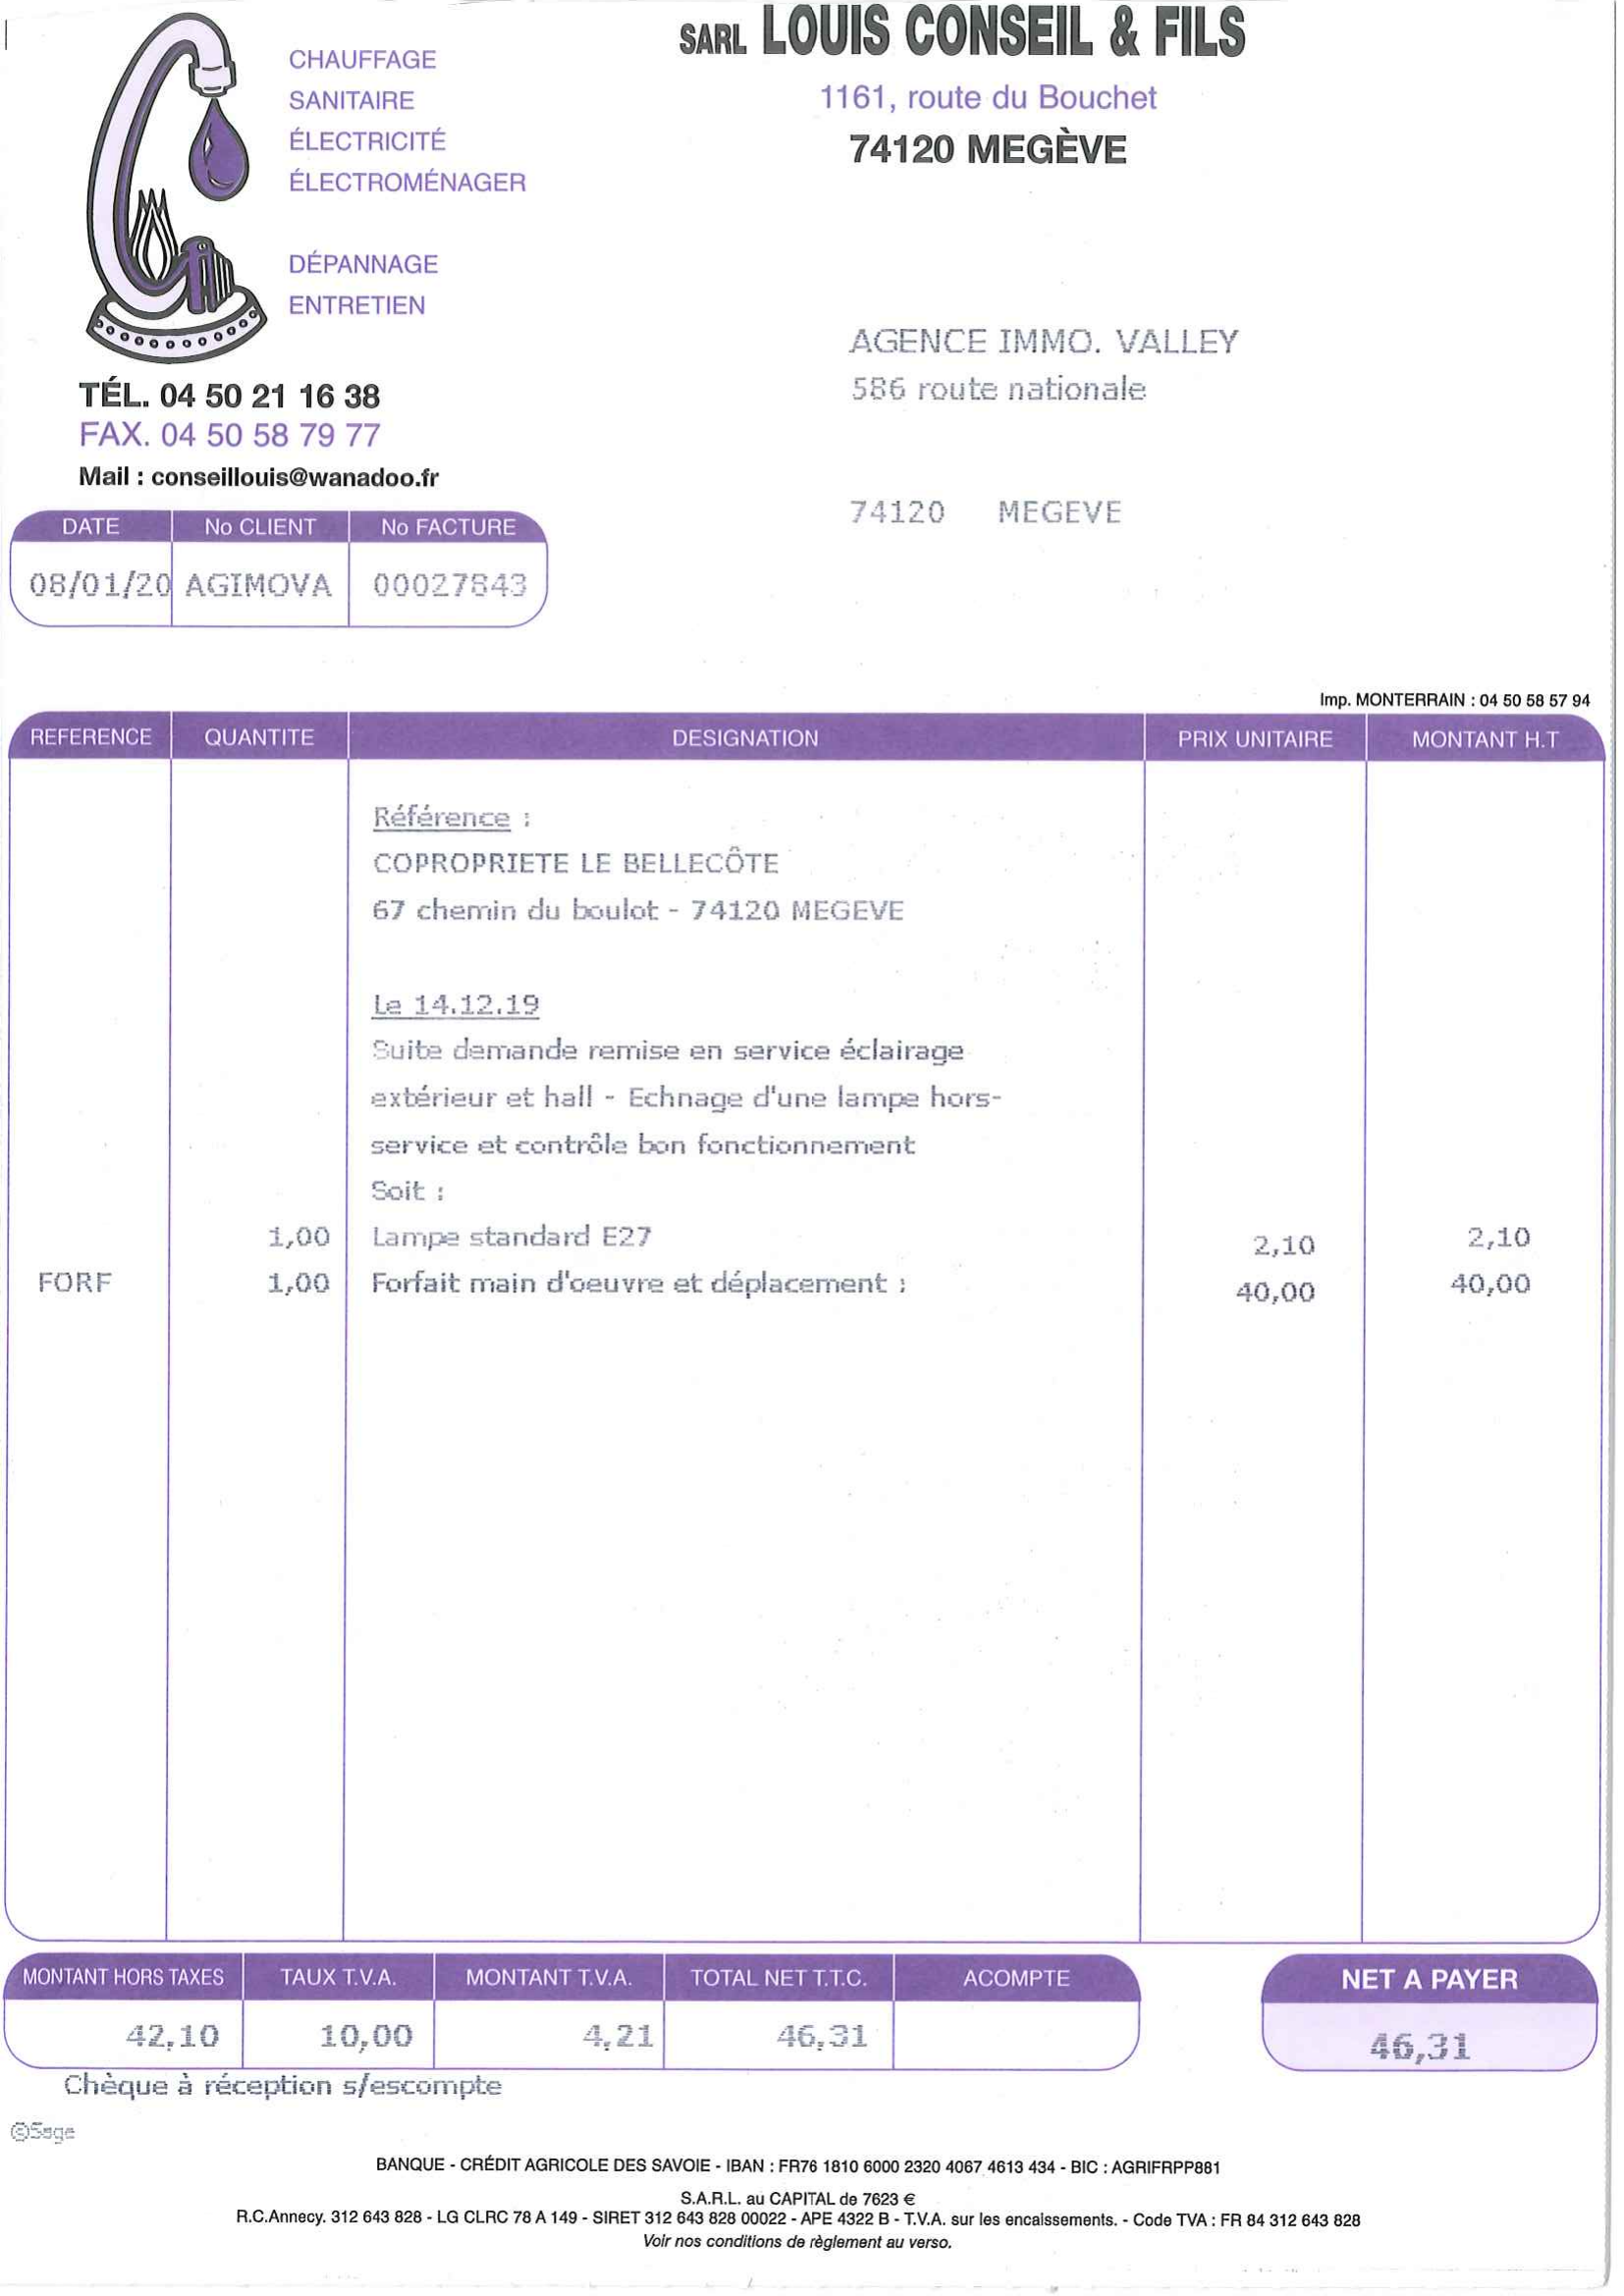 SARL LOUIS CONSEIL & FILS
1161, route du Bouchet
74120 MEGÈVE
CHAUFFAGE
SANITAIRE
ÉLECTRICITÉ
ÉLECTROMÉNAGER
DÉPANNAGE
ENTRETIEN
TÉL. 04 50 21 16 38
FAX. 04 50 58 79 77
Mail : conseillouis@wanadoo.fr
AGENCE IMMO. VALLEY
586 route nationale
74120 MEGEVE
DATE No CLIENT No FACTURE
08/01/20 AGIMOVA 00027843
Imp. MONTERRAIN : 04 50 58 57 94
REFERENCE QUANTITE DESIGNATION PRIX UNITAIRE MONTANT H.T
Référence :
COPROPRIETE LE BELLECÔTE
67 chemin du boulot - 74120 MEGEVE
Le 14.12.19
Suite demande remise en service éclairage
extérieur et hall - Echnage d'une lampe hors-
service et contrôle bon fonctionnement
Soit :
1,00 Lampe standard E27 2,10 2,10
FORF 1,00 Forfait main d'oeuvre et déplacement : 40,00 40,00
MONTANT HORS TAXES TAUX T.V.A. MONTANT T.V.A. TOTAL NET T.T.C. ACOMPTE NET A PAYER
42,10 10,00 4,21 46,31 46,31
Chèque à réception s/escompte
©Sage
BANQUE - CRÉDIT AGRICOLE DES SAVOIE - IBAN : FR76 1810 6000 2320 4067 4613 434 - BIC : AGRIFRPP881
S.A.R.L. au CAPITAL de 7623 €
R.C.Annecy. 312 643 828 - LG CLRC 78 A 149 - SIRET 312 643 828 00022 - APE 4322 B - T.V.A. sur les encaissements. - Code TVA : FR 84 312 643 828
Voir nos conditions de règlement au verso.